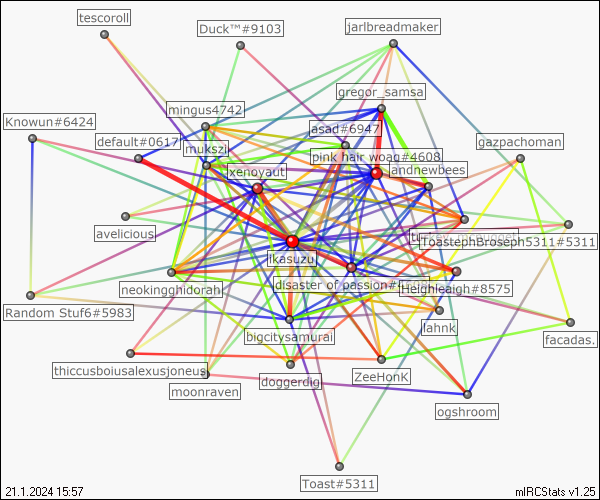 tescoroll
Duck™#9103
jarlbreadmaker
gregor_samsa
mingus4742
Knowun#6424
asad#6947
default#0617
gazpachoman
mukszi
pink hair woag#4608
xenoyaut
andnewbees
avelicious
ToastephBroseph5311#5311
ikasuzu
disaster of passion#
neokingghidorah
Heighleaigh#8575
Random Stuf6#5983
lahnk
bigcitysamurai
facadas.
thiccusboiusalexusjoneus
doggerdig
ZeeHonK
moonraven
ogshroom
Toast#5311
21.1.2024 15:57
mIRCStats v1.25